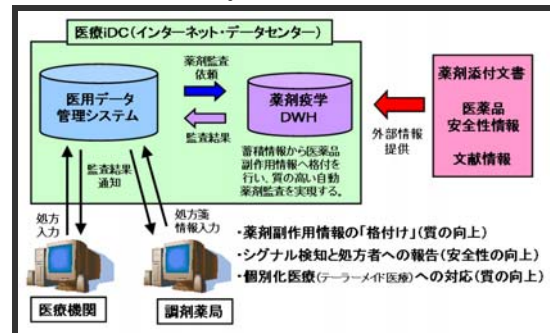 医療iDC(インターネット・データセンター)
医用データ
管理システム
薬剤監査
依頼
監査結果
薬剤疫学
DWH
蓄積情報から医薬品
副作用情報へ格付を
行い、質の高い自動
薬剤監査を実現する。
外部情報
提供
薬剤添付文書
医薬品
安全性情報
文献情報
監査結果
通知
処方
入力
処方箋
情報入力
医療機関
調剤薬局
・薬剤副作用情報の「格付け」(質の向上)
・シグナル検知と処方者への報告(安全性の向上)
・個別化医療(テーラーメイド医療)への対応(質の向上)